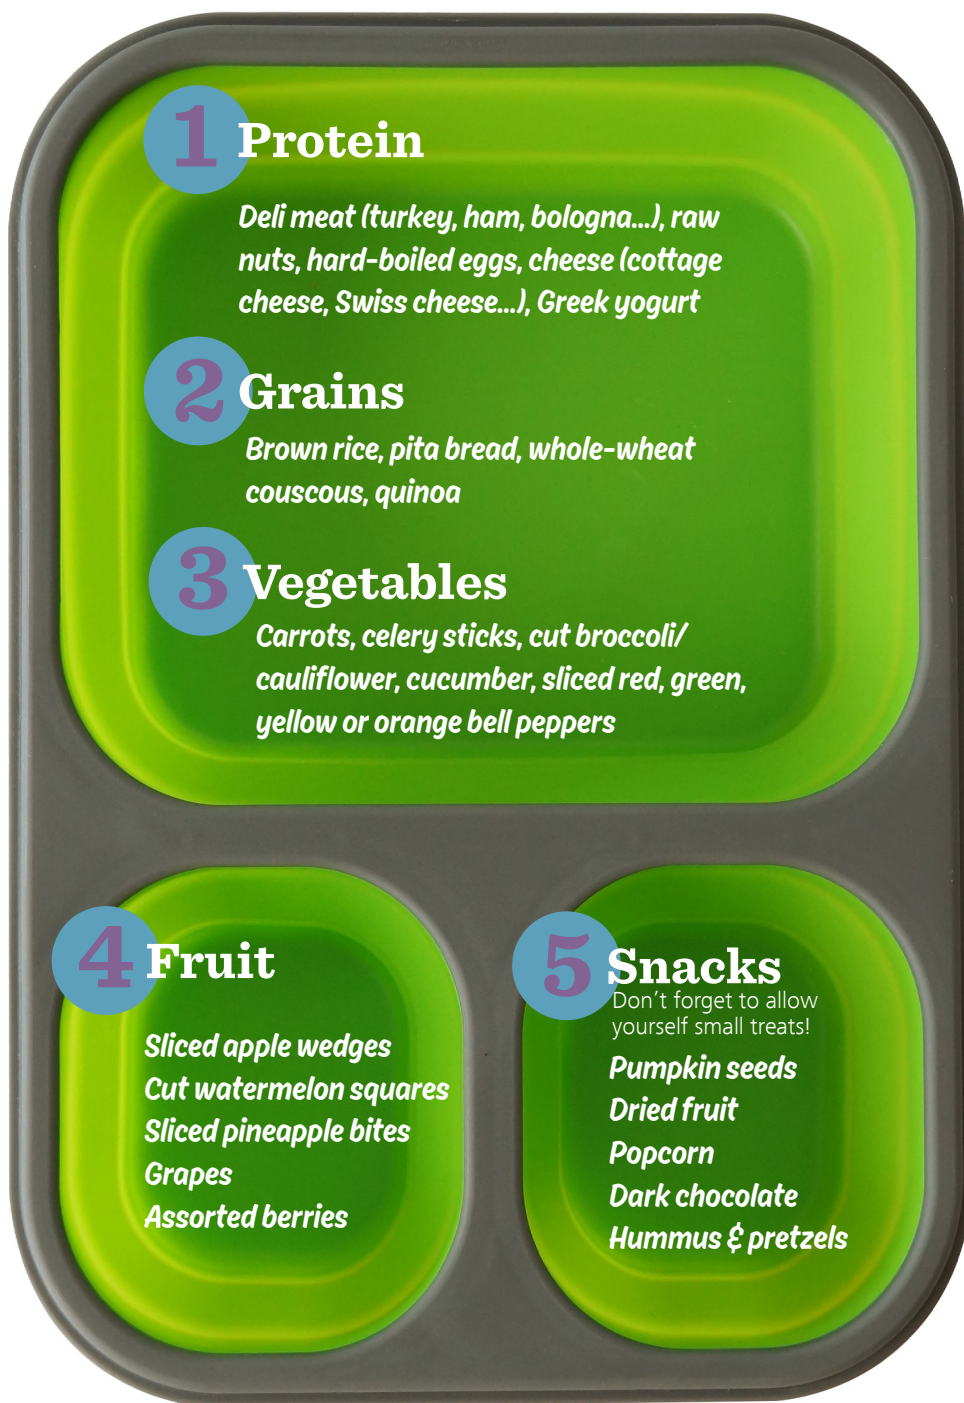 1 Protein
Deli meat (turkey, ham, bologna...), raw
nuts, hard-boiled eggs, cheese (cottage
cheese, Swiss cheese...), Greek yogurt
2 Grains
Brown rice, pita bread, whole-wheat
couscous, quinoa
3 Vegetables
Carrots, celery sticks, cut broccoli/
cauliflower, cucumber, sliced red, green,
yellow or orange bell peppers
4 Fruit
Sliced apple wedges
Cut watermelon squares
Sliced pineapple bites
Grapes
Assorted berries
5 Snacks
Don't forget to allow
yourself small treats!
Pumpkin seeds
Dried fruit
Popcorn
Dark chocolate
Hummus & pretzels